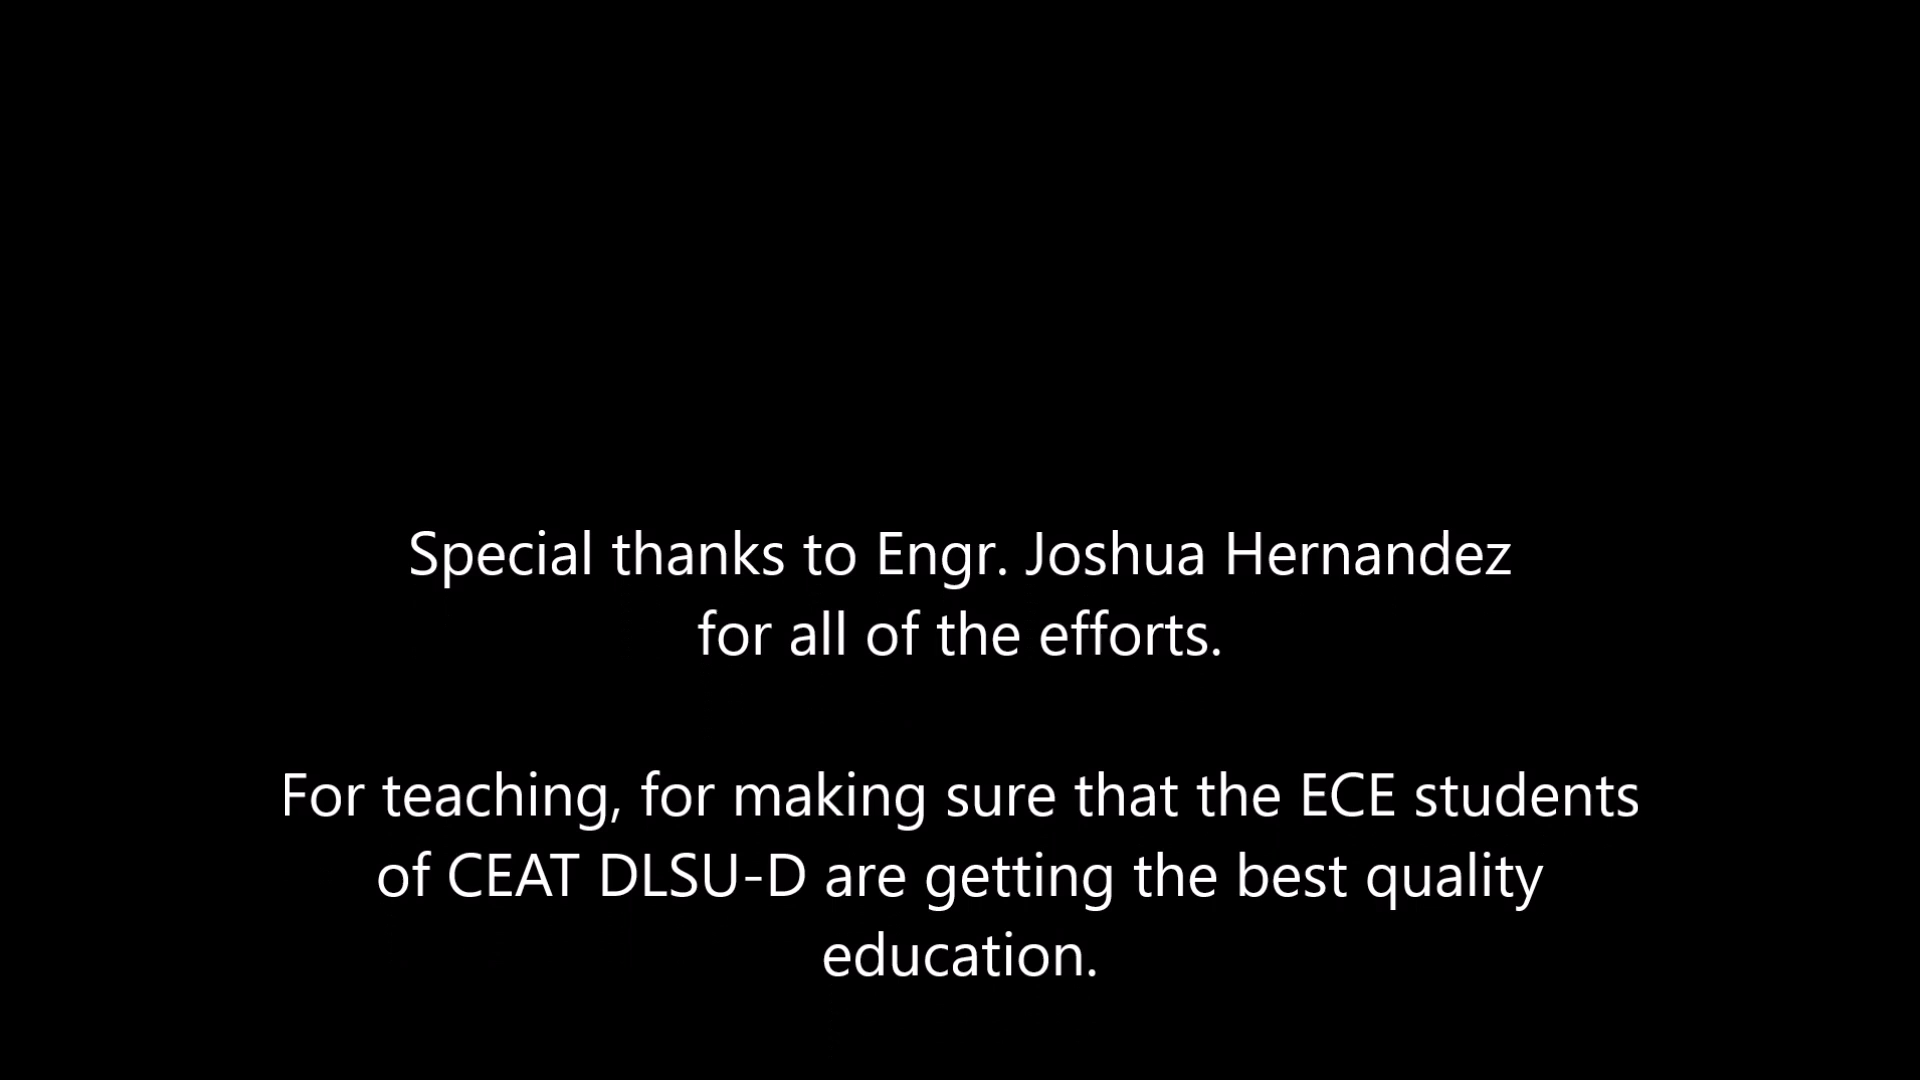 Special thanks to Engr. Joshua Hernandez
for all of the efforts.
For teaching, for making sure that the ECE students
of CEAT DLSU-D are getting the best quality
education.